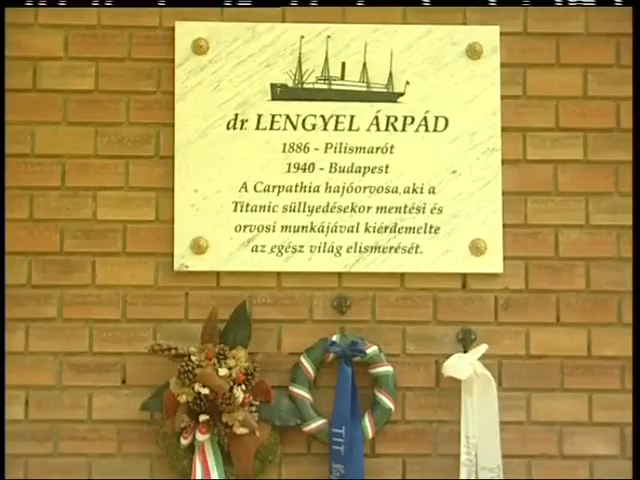 dr. LENGYEL ÁRPÁD
1886 - Pilismarót
1940 - Budapest
A Carpathia hajóorvosa, aki a
Titanic süllyedésekor mentési és
orvosi munkájával kiérdemelte
az egész világ elismerését.
TIT